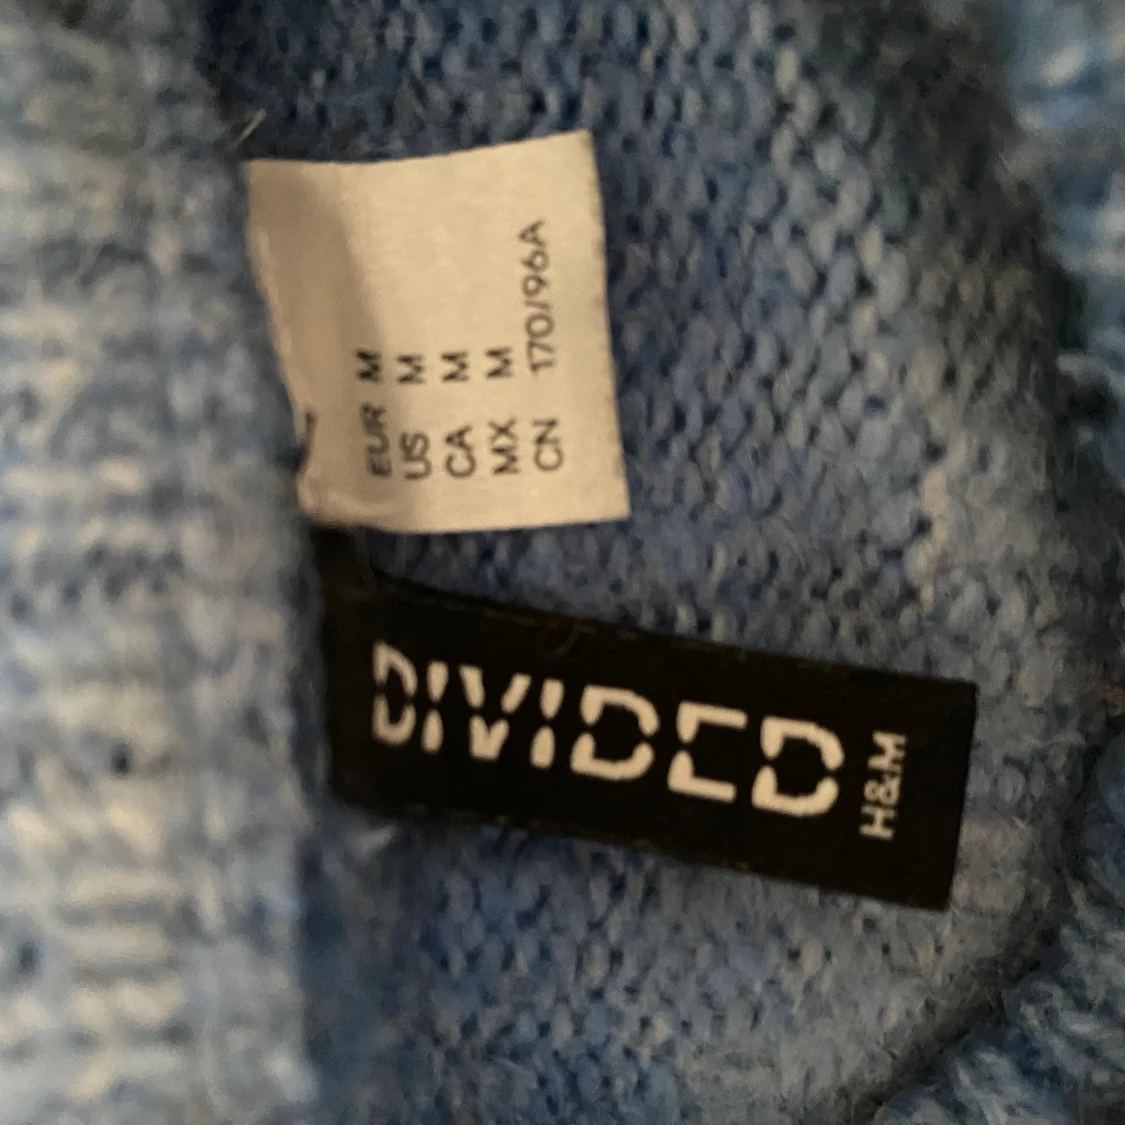 EUR M
US M
CA M
MX M
CN 170/96A
DIVIDED
H&M